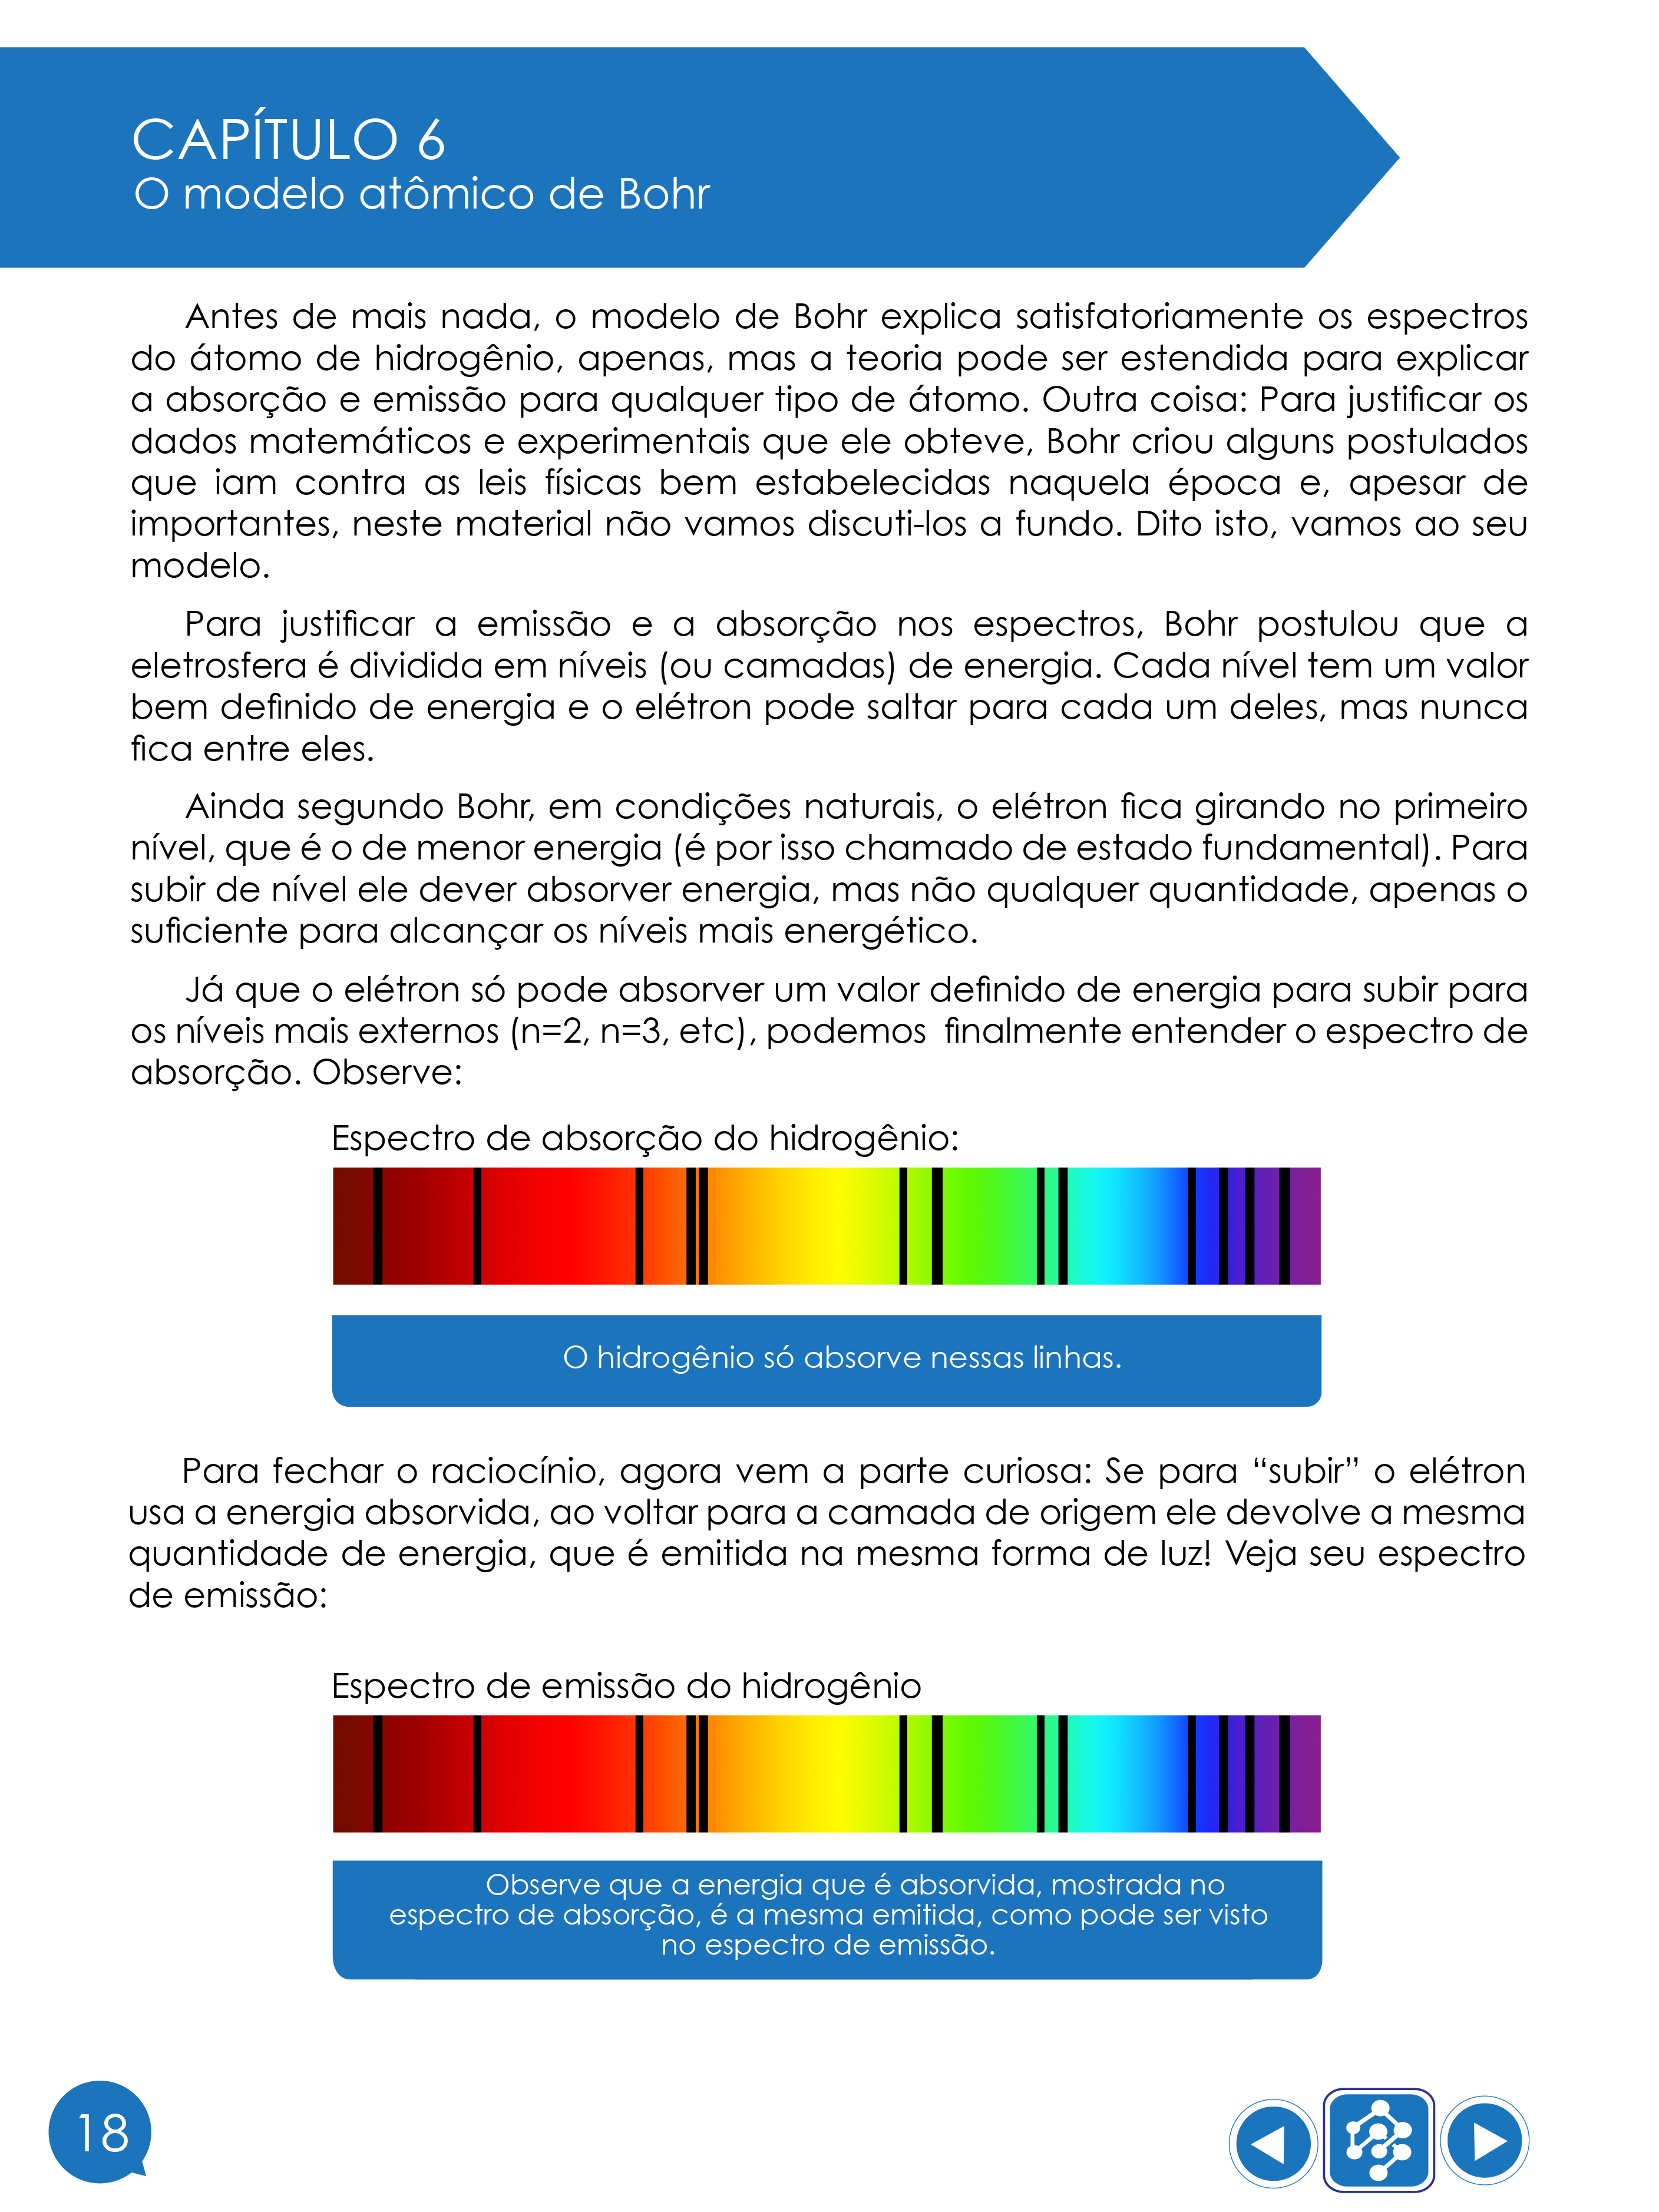 CAPÍTULO 6
O modelo atômico de Bohr
Antes de mais nada, o modelo de Bohr explica satisfatoriamente os espectros
do átomo de hidrogênio, apenas, mas a teoria pode ser estendida para explicar
a absorção e emissão para qualquer tipo de átomo. Outra coisa: Para justificar os
dados matemáticos e experimentais que ele obteve, Bohr criou alguns postulados
que iam contra as leis físicas bem estabelecidas naquela época e, apesar de
importantes, neste material não vamos discuti-los a fundo. Dito isto, vamos ao seu
modelo.
Para justificar a emissão e a absorção nos espectros, Bohr postulou que a
eletrosfera é dividida em níveis (ou camadas) de energia. Cada nível tem um valor
bem definido de energia e o elétron pode saltar para cada um deles, mas nunca
fica entre eles.
Ainda segundo Bohr, em condições naturais, o elétron fica girando no primeiro
nível, que é o de menor energia (é por isso chamado de estado fundamental). Para
subir de nível ele dever absorver energia, mas não qualquer quantidade, apenas o
suficiente para alcançar os níveis mais energético.
Já que o elétron só pode absorver um valor definido de energia para subir para
os níveis mais externos (n=2, n=3, etc), podemos finalmente entender o espectro de
absorção. Observe:
Espectro de absorção do hidrogênio:
O hidrogênio só absorve nessas linhas.
Para fechar o raciocínio, agora vem a parte curiosa: Se para “subir” o elétron
usa a energia absorvida, ao voltar para a camada de origem ele devolve a mesma
quantidade de energia, que é emitida na mesma forma de luz! Veja seu espectro
de emissão:
Espectro de emissão do hidrogênio
Observe que a energia que é absorvida, mostrada no
espectro de absorção, é a mesma emitida, como pode ser visto
no espectro de emissão.
18